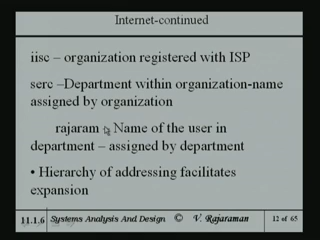 Internet-continued
iisc – organization registered with ISP
serc –Department within organization-name
assigned by organization
rajaram – Name of the user in
department – assigned by department
• Hierarchy of addressing facilitates
expansion
11.1.6 Systems Analysis And Design © V. Rajaraman 12 of 65